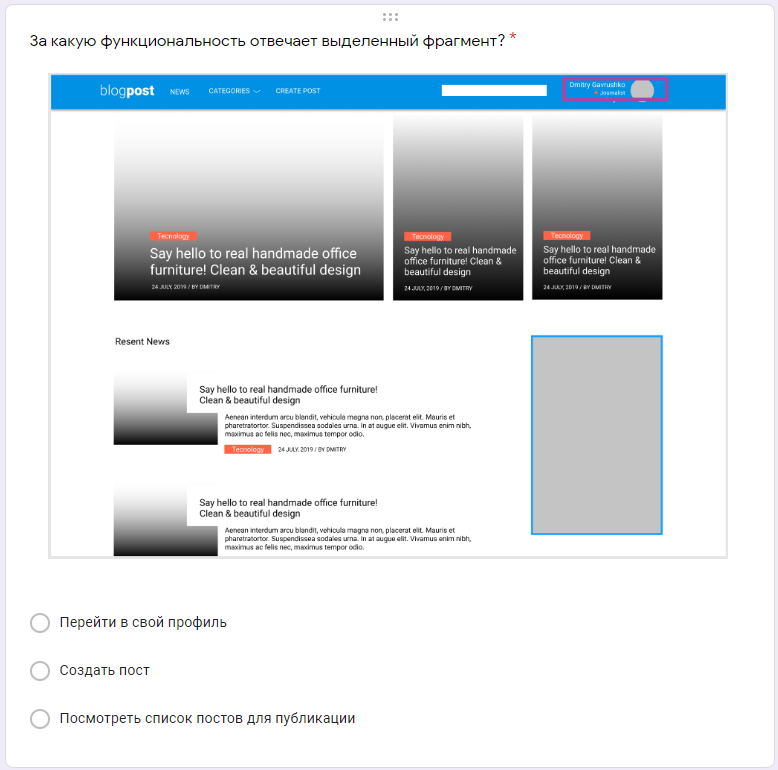 За какую функциональность отвечает выделенный фрагмент? *
blogpost NEWS CATEGORIES CREATE POST
Dmitry Gavrushko
Journalist
Tecnology
Say hello to real handmade office
furniture! Clean & beautiful design
24 JULY, 2019 / BY DMITRY
Tecnology
Say hello to real handmade
office furniture! Clean &
beautiful design
24 JULY, 2019 / BY DMITRY
Tecnology
Say hello to real handmade
office furniture! Clean &
beautiful design
24 JULY, 2019 / BY DMITRY
Resent News
Say hello to real handmade office furniture!
Clean & beautiful design
Aenean interdum arcu blandit, vehicula magna non, placerat elit. Mauris et
pharetratortor. Suspendissea sodales urna. In at augue elit. Vivamus enim nibh,
maximus ac felis nec, maximus tempor odio.
Tecnology 24 JULY, 2019 / BY DMITRY
Say hello to real handmade office furniture!
Clean & beautiful design
Aenean interdum arcu blandit, vehicula magna non, placerat elit. Mauris et
pharetratortor. Suspendissea sodales urna. In at augue elit. Vivamus enim nibh,
maximus ac felis nec, maximus tempor odio.
Перейти в свой профиль
Создать пост
Посмотреть список постов для публикации